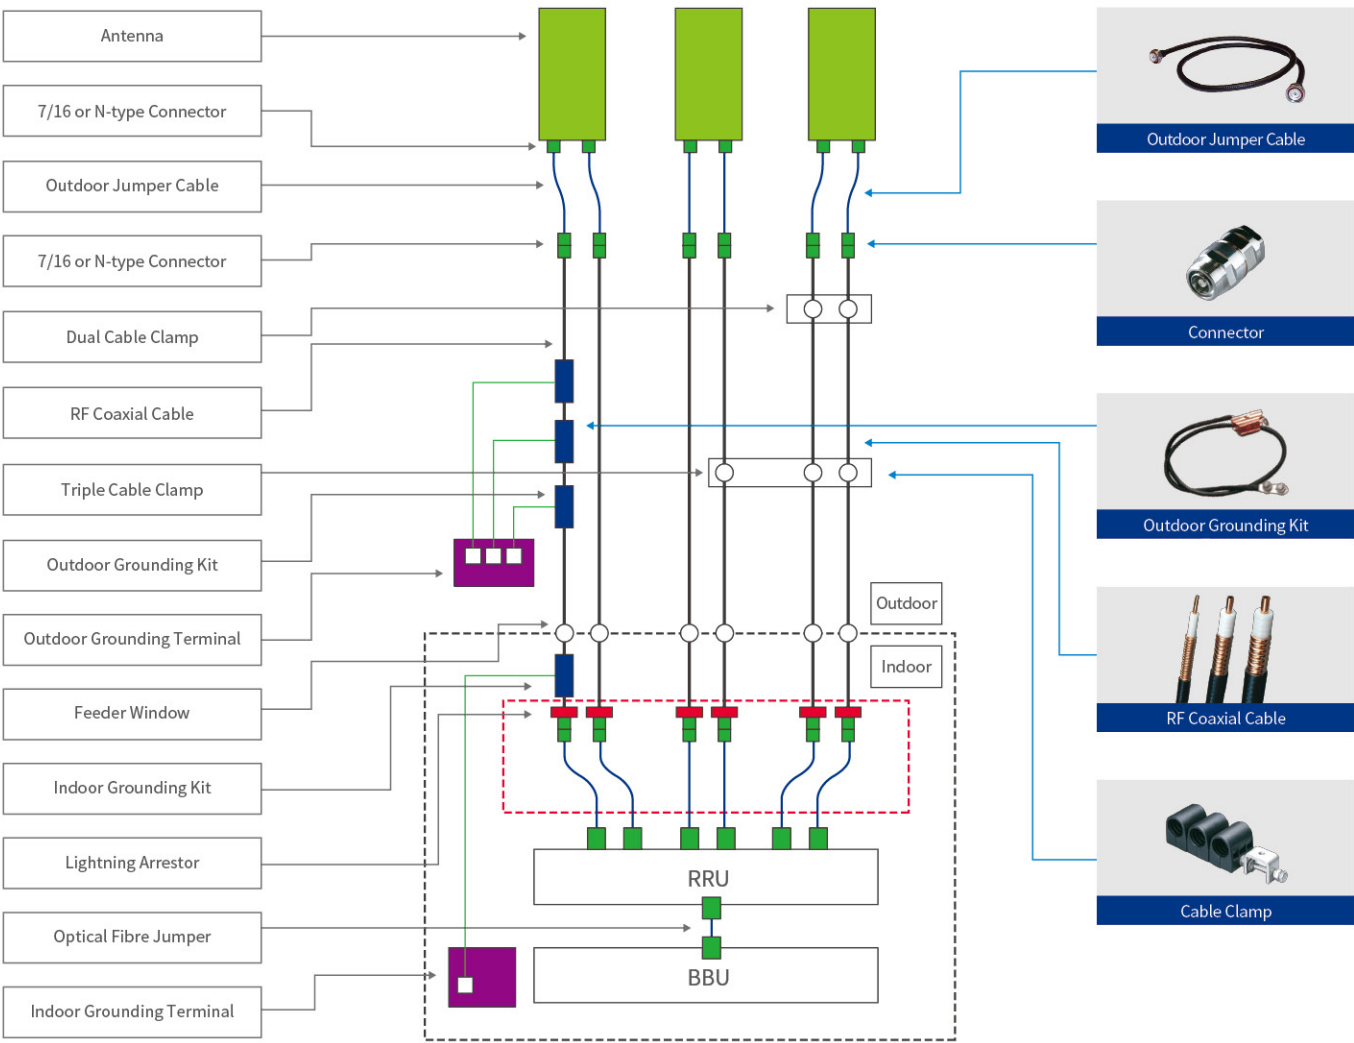 Antenna
7/16 or N-type Connector
Outdoor Jumper Cable
7/16 or N-type Connector
Dual Cable Clamp
RF Coaxial Cable
Triple Cable Clamp
Outdoor Grounding Kit
Outdoor Grounding Terminal
Feeder Window
Indoor Grounding Kit
Lightning Arrestor
Optical Fibre Jumper
Indoor Grounding Terminal
Outdoor
Indoor
RRU
BBU
Outdoor Jumper Cable
Connector
Outdoor Grounding Kit
RF Coaxial Cable
Cable Clamp